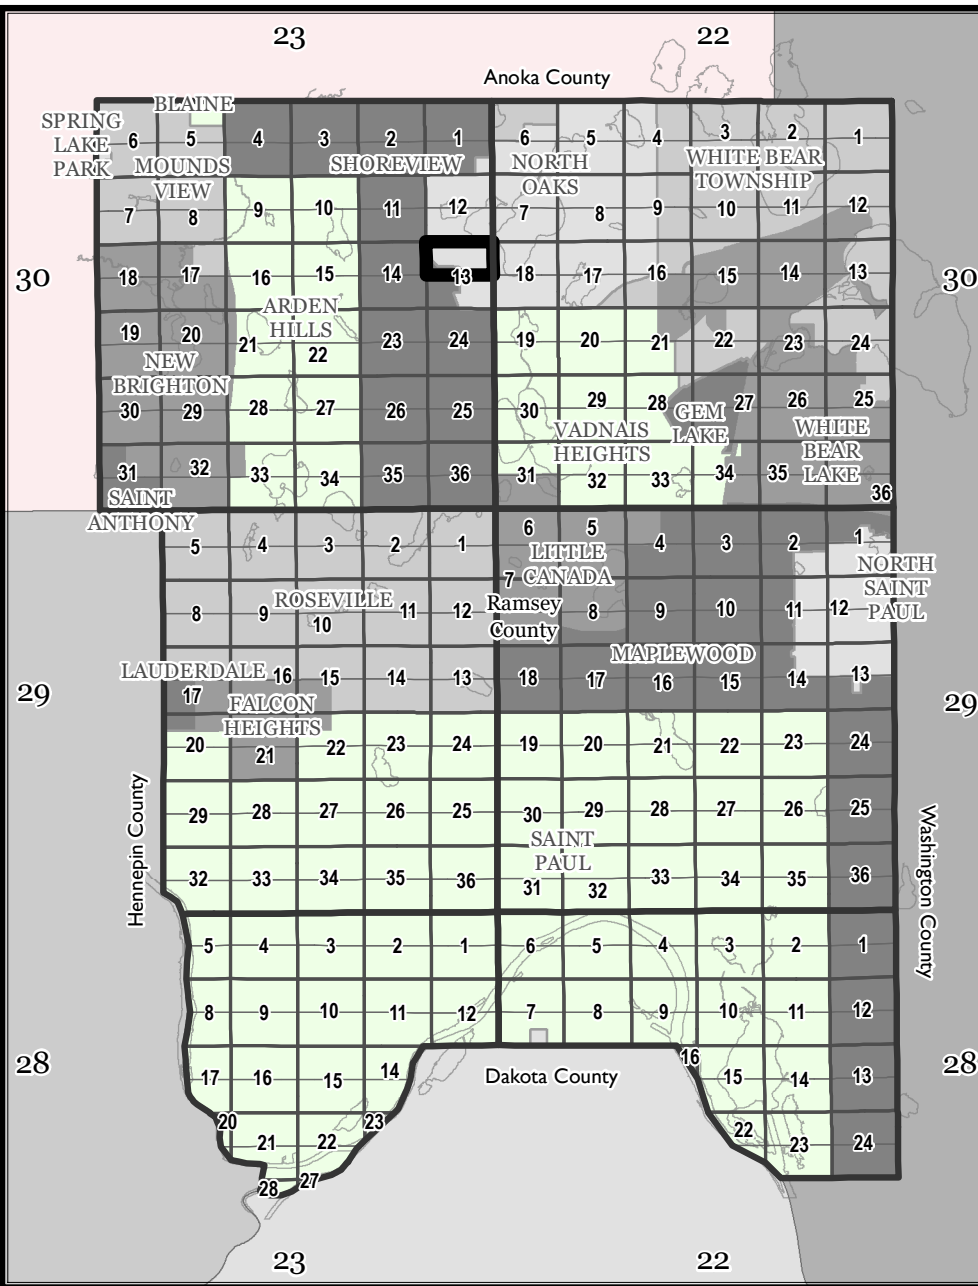 23 22
Anoka County
BLAINE
SPRING
LAKE
PARK
6 5 4 3 2 1 6 5 4 3 2 1
MOUNDS
VIEW
SHOREVIEW
NORTH
OAKS
WHITE BEAR
TOWNSHIP
7 8 9 10 11 12 7 8 9 10 11 12
30 18 17 16 15 14 13 18 17 16 15 14 13 30
ARDEN
HILLS
19 20 21 22 23 24 19 20 21 22 23 24
NEW
BRIGHTON
30 29 28 27 26 25 30 29 28 27 26 25
GEM
LAKE
VADNAIS
HEIGHTS
WHITE
BEAR
LAKE
31 32 33 34 35 36 31 32 33 34 35 36
SAINT
ANTHONY
5 4 3 2 1 6 5 4 3 2 1
LITTLE
CANADA
NORTH
SAINT
PAUL
8 9 10 11 12 7 8 9 10 11 12
ROSEVILLE
Ramsey
County
MAPLEWOOD
LAUDERDALE
29 17 16 15 14 13 18 17 16 15 14 13 29
FALCON
HEIGHTS
20 21 22 23 24 19 20 21 22 23 24
Hennepin County
29 28 27 26 25 30 29 28 27 26 25
Washington County
SAINT
PAUL
32 33 34 35 36 31 32 33 34 35 36
5 4 3 2 1 6 5 4 3 2 1
8 9 10 11 12 7 8 9 10 11 12
28 17 16 15 14 16 15 14 13 28
Dakota County
20 21 22 23 22 23 24
28 27
23 22